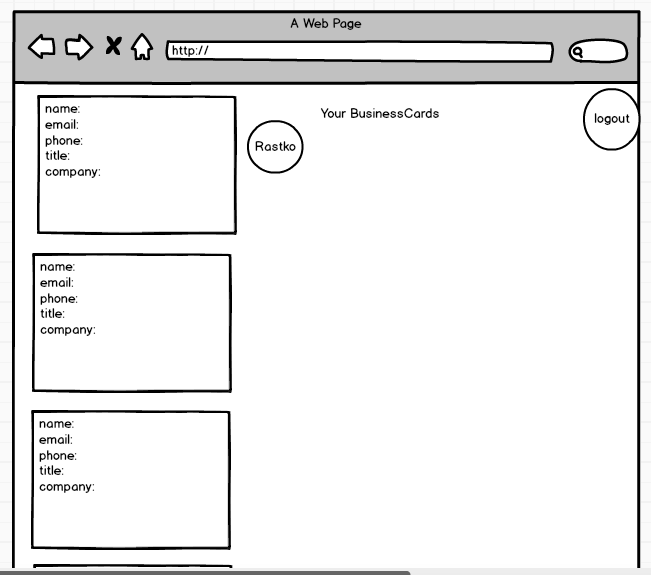 A Web Page
http://
name:
email:
phone:
title:
company:
Rastko
Your BusinessCards
logout
name:
email:
phone:
title:
company:
name:
email:
phone:
title:
company: